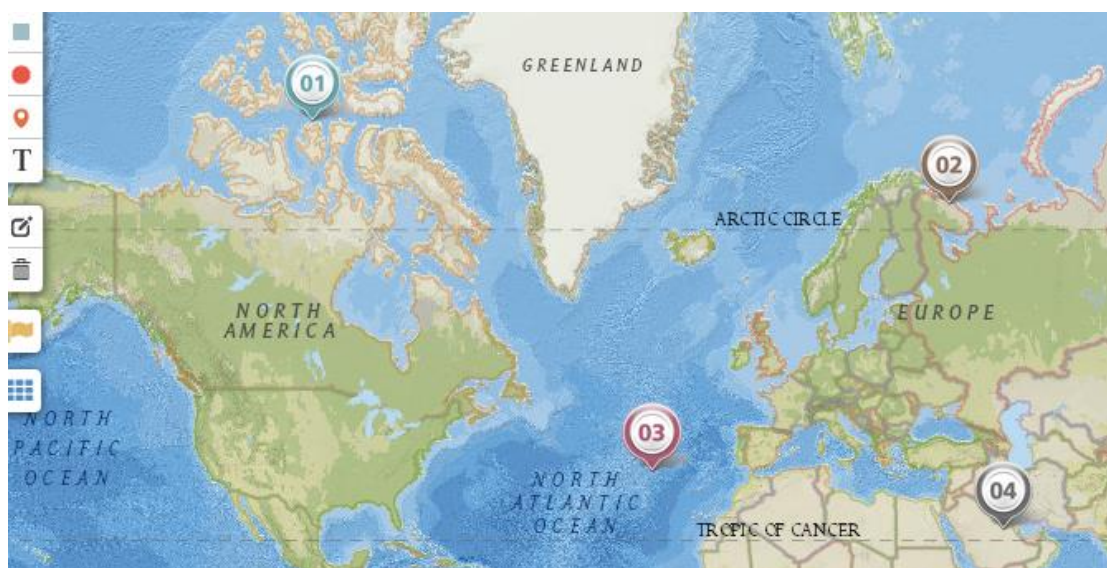 GREENLAND
01
02
T
ARCTIC CIRCLE
NORTH
AMERICA
EUROPE
NORTH
PACIFIC
OCEAN
03
04
NORTH
ATLANTIC
OCEAN
TROPIC OF CANCER